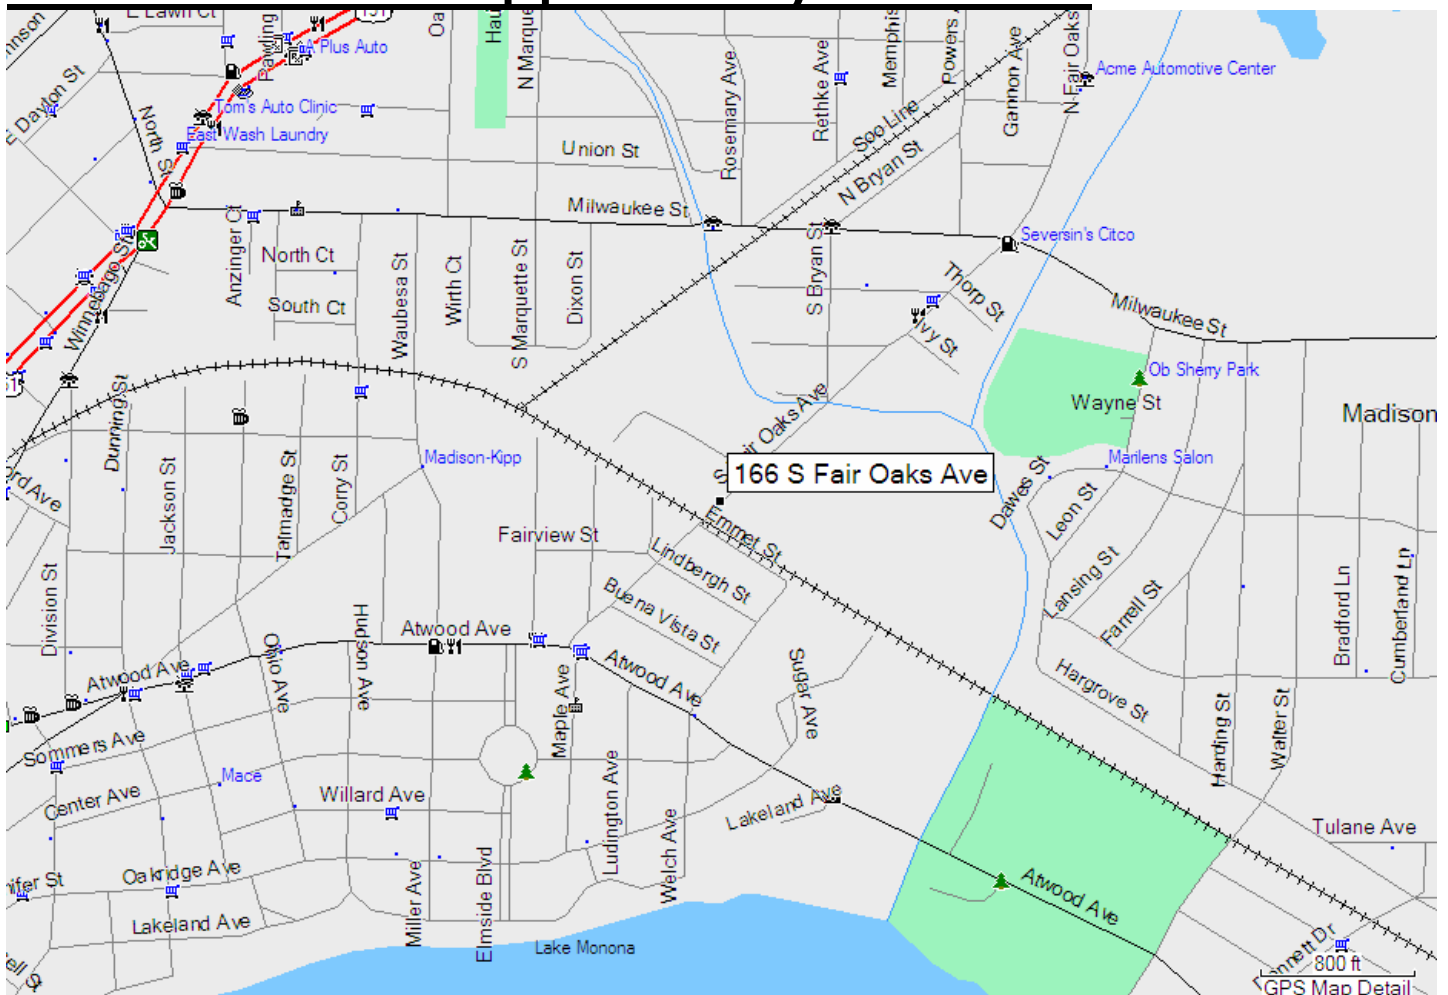 E Lawn Ct
151
A Plus Auto
N Marque
Rosemary Ave
Rethke Ave
Memphis
Powers
Gannon Ave
N Fair Oaks
Acme Automotive Center
E Dayton St
North St
Tom's Auto Clinic
East Wash Laundry
Union St
Soo Line
N Bryan St
Milwaukee St
Seversin's Citco
Winnebago St
Anzinger Ct
North Ct
South Ct
Waubesa St
Wirth Ct
S Marquette St
Dixon St
S Bryan St
Thorp St
Ivy St
Milwaukee St
Ob Sherry Park
Wayne St
Madison
Dunning St
Jackson St
Talmadge St
Corry St
Madison-Kipp
166 S Fair Oaks Ave
Marilens Salon
Dawes St
Leon St
Fairview St
Emmet St
Lindbergh St
Buena Vista St
Lansing St
Farrell St
Bradford Ln
Cumberland Ln
Division St
Atwood Ave
Hudson Ave
Ohio Ave
Atwood Ave
Atwood Ave
Maple Ave
Sugar Ave
Hargrove St
Harding St
Walter St
Sommers Ave
Mace
Center Ave
Willard Ave
Ludington Ave
Welch Ave
Lakeland Ave
Tulane Ave
Oakridge Ave
Miller Ave
Elmside Blvd
Atwood Ave
Lakeland Ave
Lake Monona
800 ft
GPS Map Detail